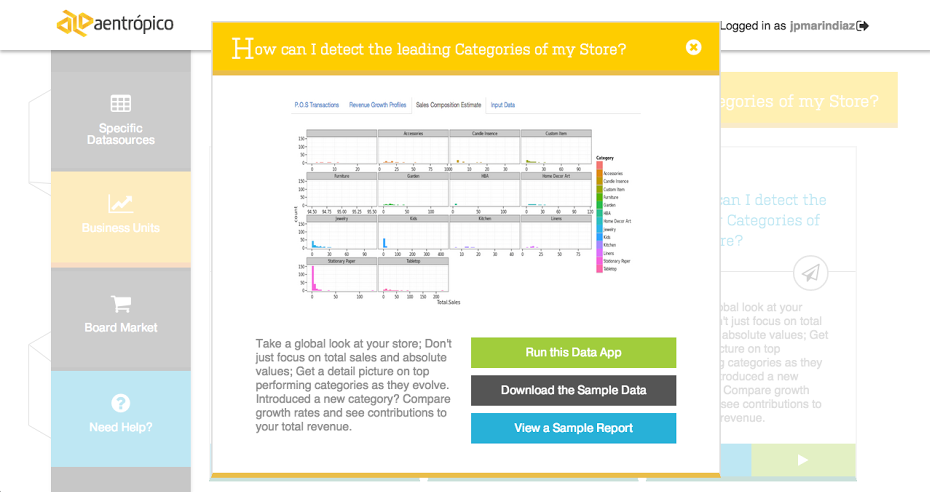 aentrópico
Logged in as jpmarindiaz
How can I detect the leading Categories of my Store?
Specific
Datasources
Business Units
Board Market
Need Help?
P.O.S Transactions
Revenue Growth Profiles
Sales Composition Estimate
Input Data
Accessories
Candle Insence
Custom Item
Furniture
Garden
HBA
Home Decor Art
Jewelry
Kids
Kitchen
Linens
Stationary Paper
Tabletop
count
Total.Sales
Category
Accessories
Candle Insence
Custom Item
Furniture
Garden
HBA
Home Decor Art
Jewelry
Kids
Kitchen
Linens
Stationary Paper
Tabletop
Take a global look at your store; Don't
just focus on total sales and absolute
values; Get a detail picture on top
performing categories as they evolve.
Introduced a new category? Compare
growth rates and see contributions to
your total revenue.
Run this Data App
Download the Sample Data
View a Sample Report
egories of my Store?
can I detect the
Categories of
re?
obal look at your
't just focus on total
absolute values; Get
cture on top
g categories as they
roduced a new
Compare growth
see contributions to
revenue.